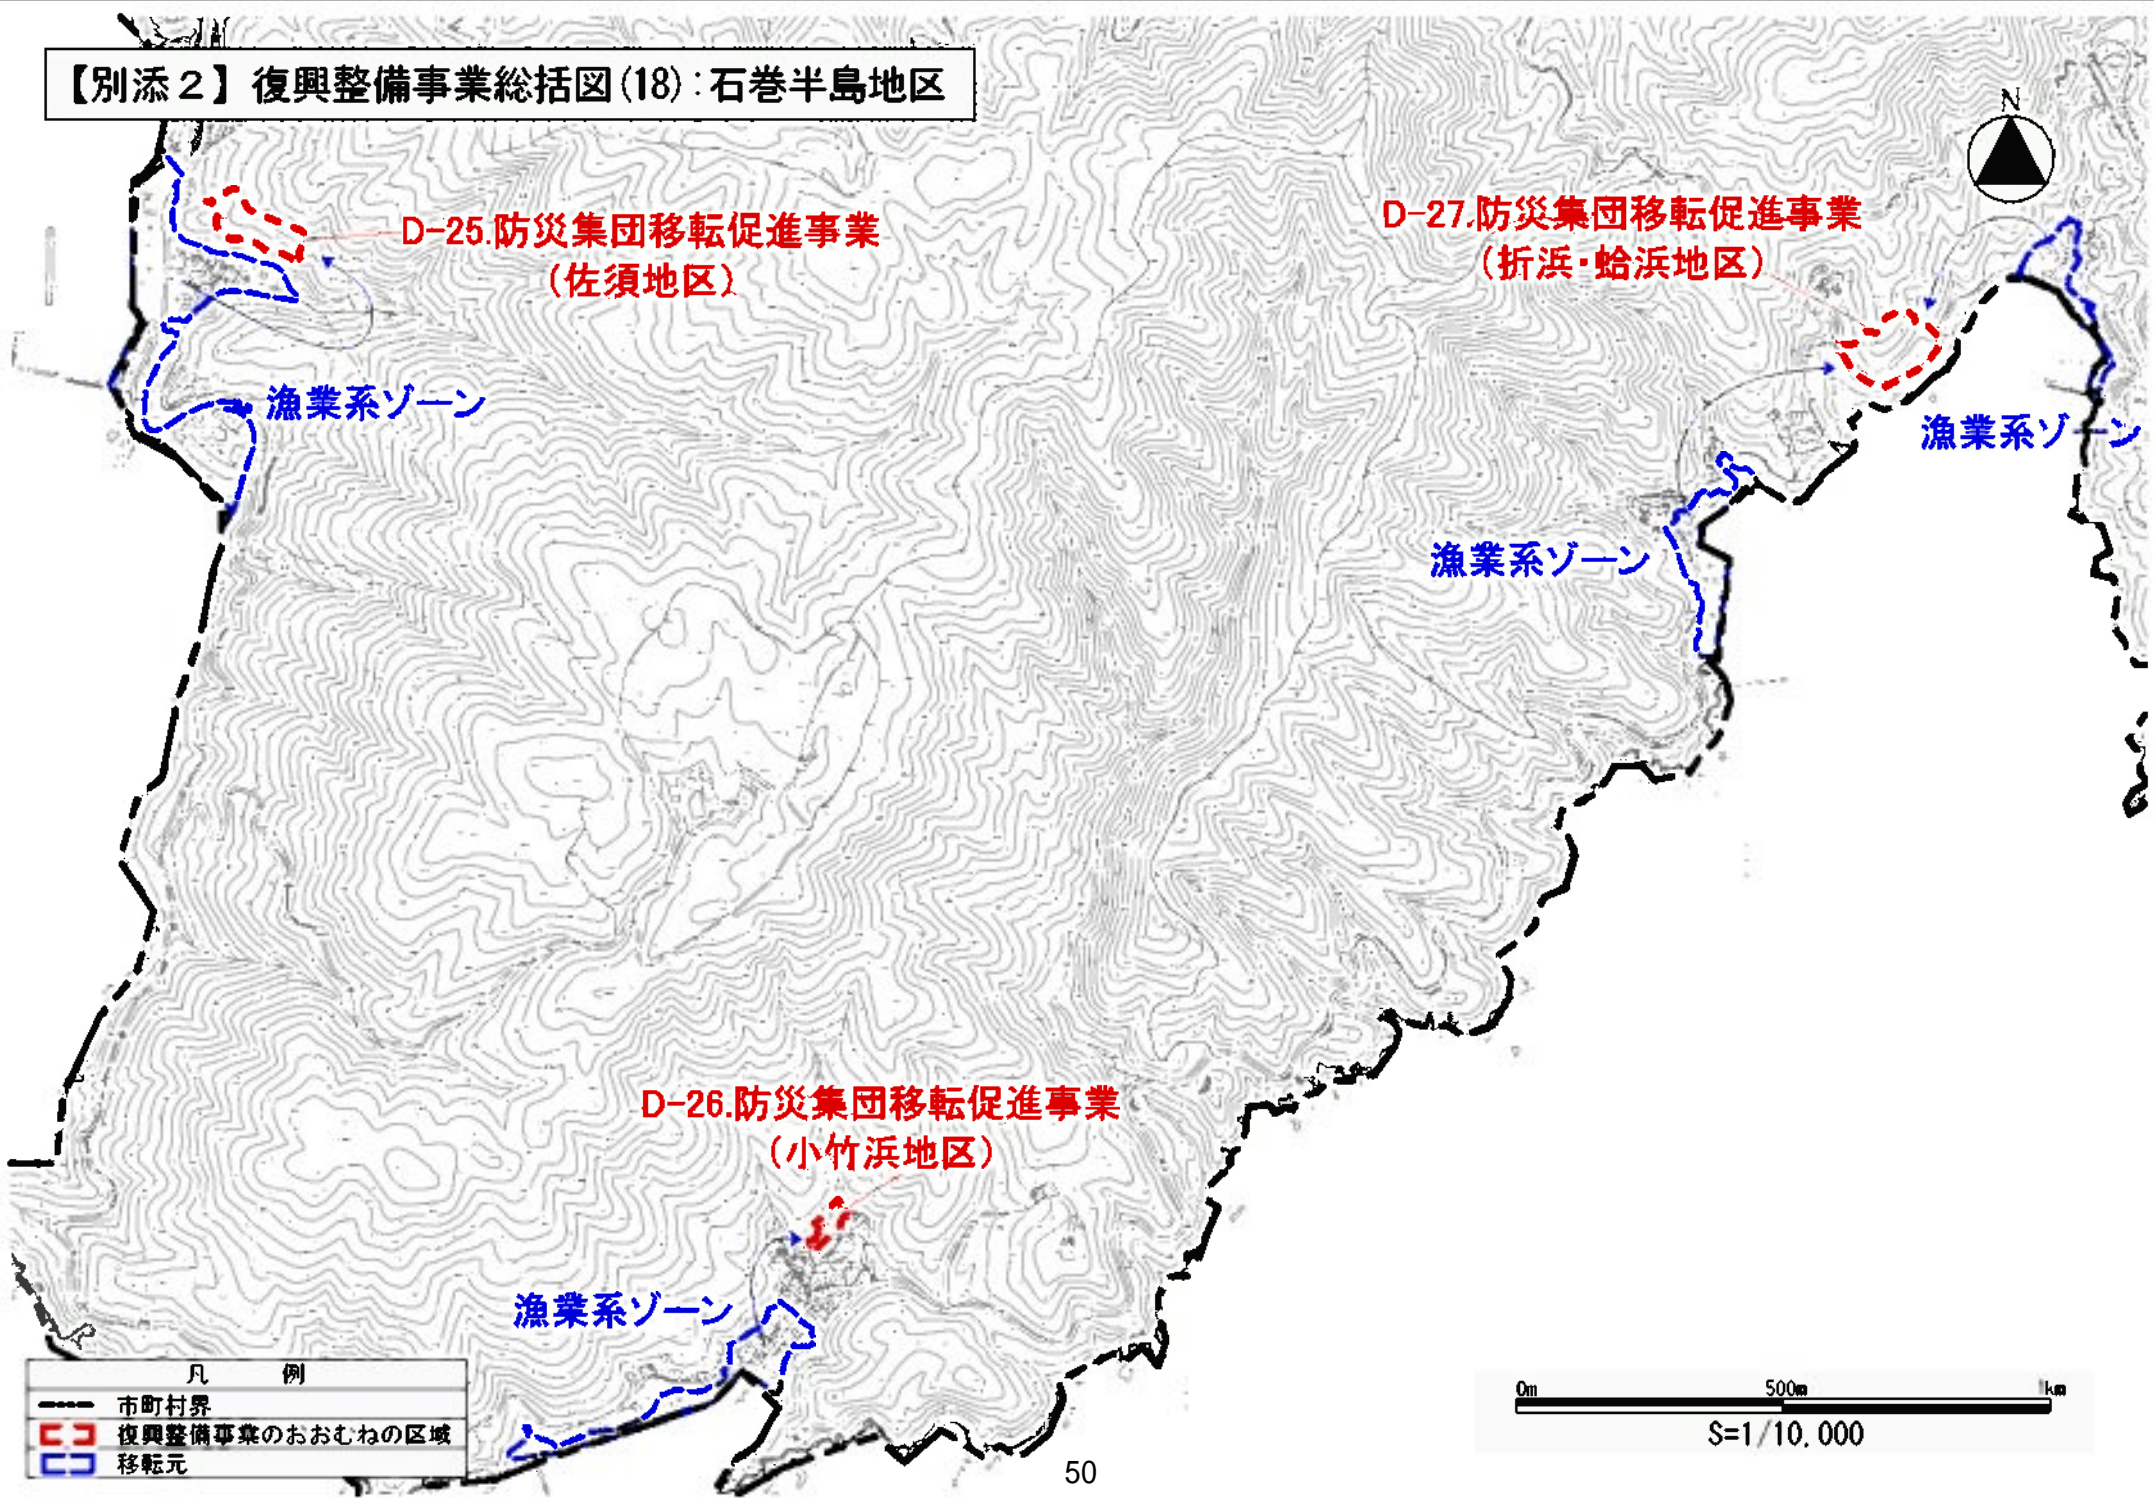 【別添２】復興整備事業総括図(18)：石巻半島地区
N
D-25.防災集団移転促進事業
(佐須地区)
D-27.防災集団移転促進事業
(折浜・蛤浜地区)
漁業系ゾーン
漁業系ゾーン
漁業系ゾーン
D-26.防災集団移転促進事業
(小竹浜地区)
漁業系ゾーン
凡 例
市町村界
復興整備事業のおおむねの区域
移転元
0m 500m 1km
S=1/10,000
50